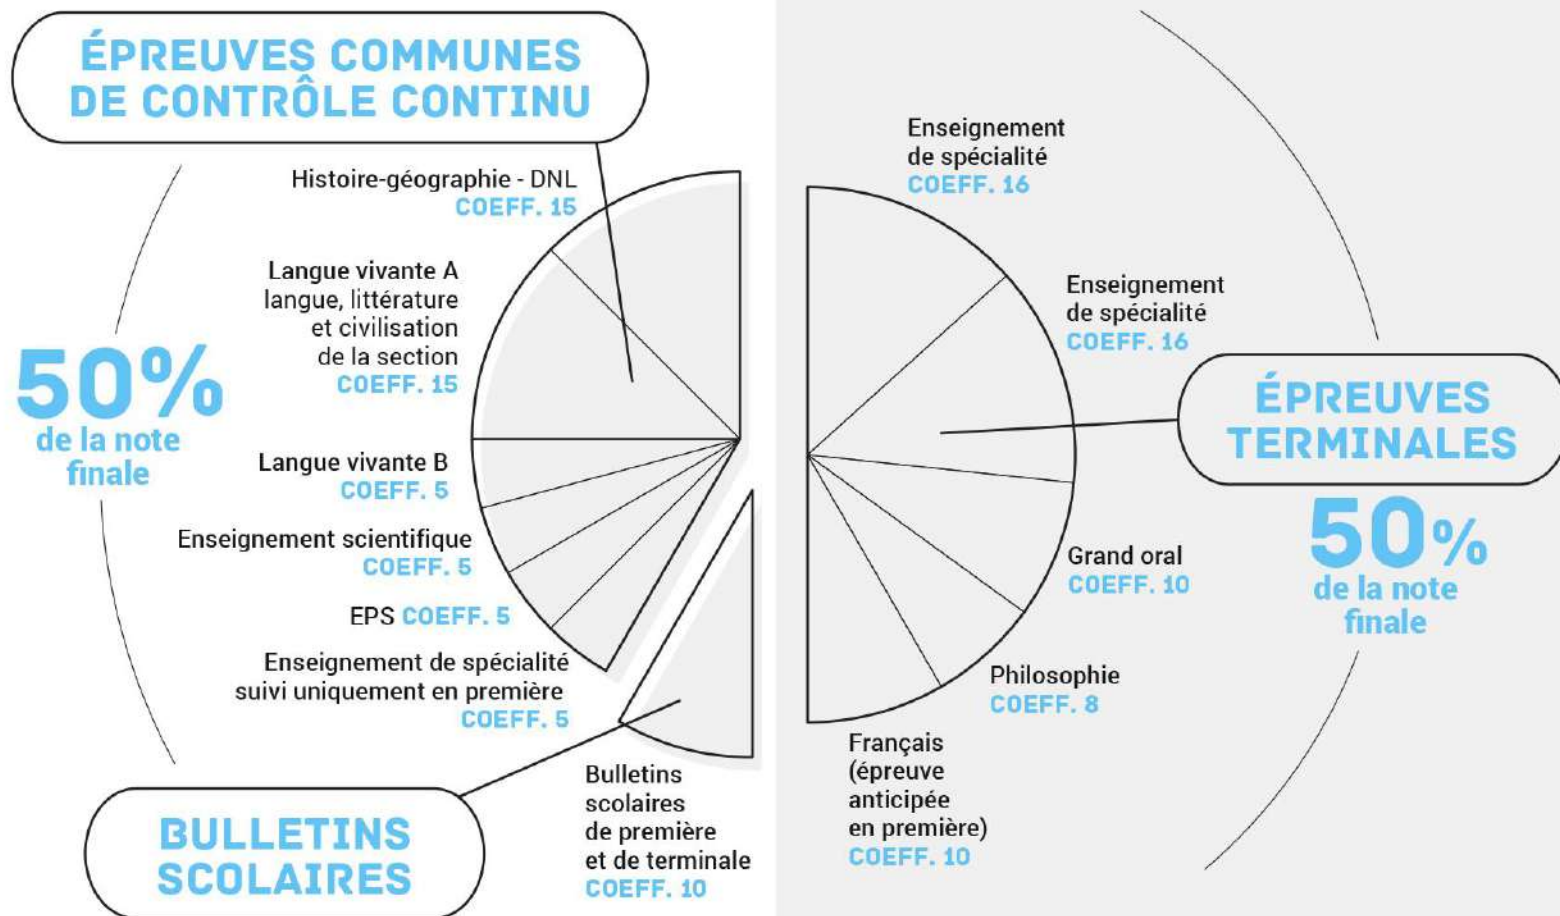 ÉPREUVES COMMUNES
DE CONTRÔLE CONTINU
Histoire-géographie - DNL
COEFF. 15
Langue vivante A
langue, littérature
et civilisation
de la section
COEFF. 15
50%
de la note
finale
Langue vivante B
COEFF. 5
Enseignement scientifique
COEFF. 5
EPS COEFF. 5
Enseignement de spécialité
suivi uniquement en première
COEFF. 5
BULLETINS
SCOLAIRES
Bulletins
scolaires
de première
et de terminale
COEFF. 10
Enseignement
de spécialité
COEFF. 16
Enseignement
de spécialité
COEFF. 16
ÉPREUVES
TERMINALES
50%
de la note
finale
Grand oral
COEFF. 10
Philosophie
COEFF. 8
Français
(épreuve
anticipée
en première)
COEFF. 10